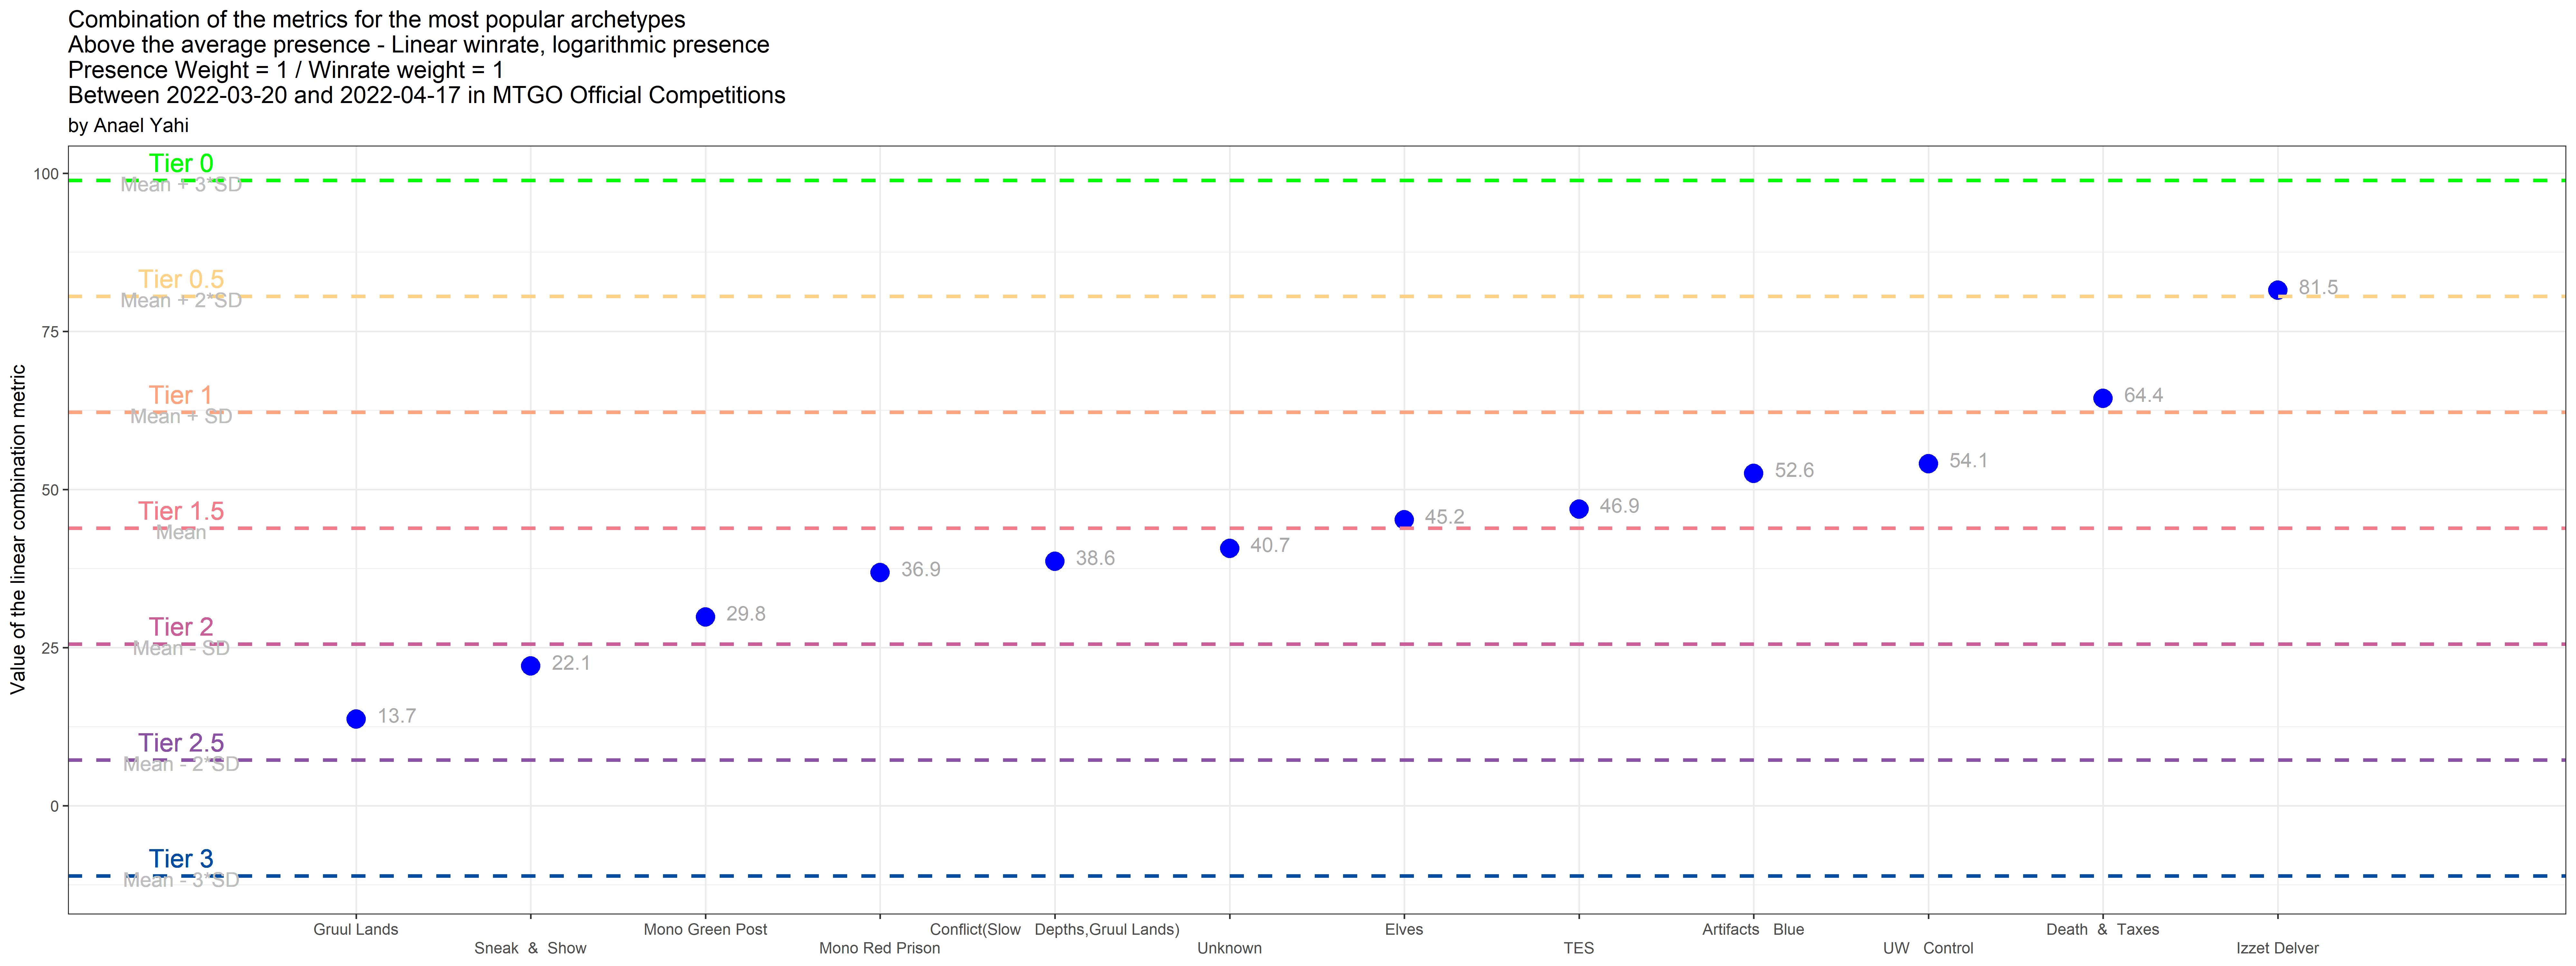 Combination of the metrics for the most popular archetypes
Above the average presence - Linear winrate, logarithmic presence
Presence Weight = 1 / Winrate weight = 1
Between 2022-03-20 and 2022-04-17 in MTGO Official Competitions
by Anael Yahi
Value of the linear combination metric
100
75
50
25
0
Tier 0
Mean + 3*SD
Tier 0.5
Mean + 2*SD
Tier 1
Mean + SD
Tier 1.5
Mean
Tier 2
Mean - SD
Tier 2.5
Mean - 2*SD
Tier 3
Mean - 3*SD
13.7
22.1
29.8
36.9
38.6
40.7
45.2
46.9
52.6
54.1
64.4
81.5
Gruul Lands
Sneak & Show
Mono Green Post
Mono Red Prison
Conflict(Slow Depths,Gruul Lands)
Unknown
Elves
TES
Artifacts Blue
UW Control
Death & Taxes
Izzet Delver